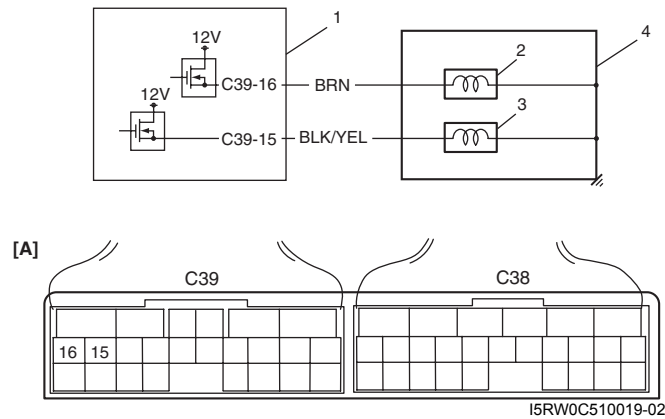 1
12V
2
4
C39-16
BRN
12V
3
C39-15
BLK/YEL
[A]
C39
C38
16 15
I5RW0C510019-02